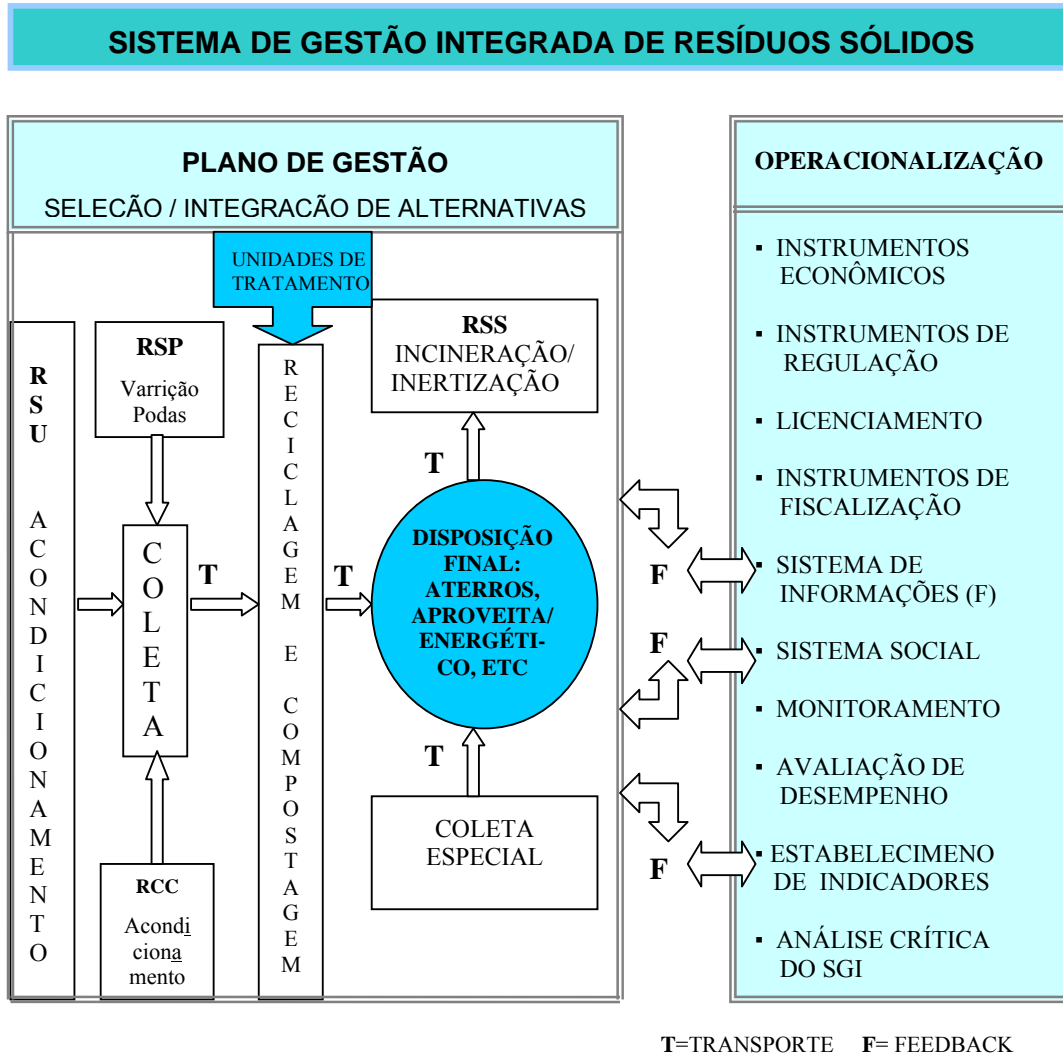 SISTEMA DE GESTÃO INTEGRADA DE RESÍDUOS SÓLIDOS
PLANO DE GESTÃO
SELECÃO / INTEGRACÃO DE ALTERNATIVAS
UNIDADES DE
TRATAMENTO
RSU ACONDICIONAMENTO
RSP
Varrição
Podas
COLETA
RCC
Acondi
ciona
mento
T
RECICLAGEM E COMPOSTAGEM
T
RSS
INCINERAÇÃO/
INERTIZAÇÃO
T
DISPOSIÇÃO
FINAL:
ATERROS,
APROVEITA/
ENERGÉTI-
CO, ETC
T
COLETA
ESPECIAL
F
F
F
OPERACIONALIZAÇÃO
▪ INSTRUMENTOS
ECONÔMICOS
▪ INSTRUMENTOS DE
REGULAÇÃO
▪ LICENCIAMENTO
▪ INSTRUMENTOS DE
FISCALIZAÇÃO
▪ SISTEMA DE
INFORMAÇÕES (F)
▪ SISTEMA SOCIAL
▪ MONITORAMENTO
▪ AVALIAÇÃO DE
DESEMPENHO
▪ ESTABELECIMENO
DE INDICADORES
▪ ANÁLISE CRÍTICA
DO SGI
T=TRANSPORTE F= FEEDBACK